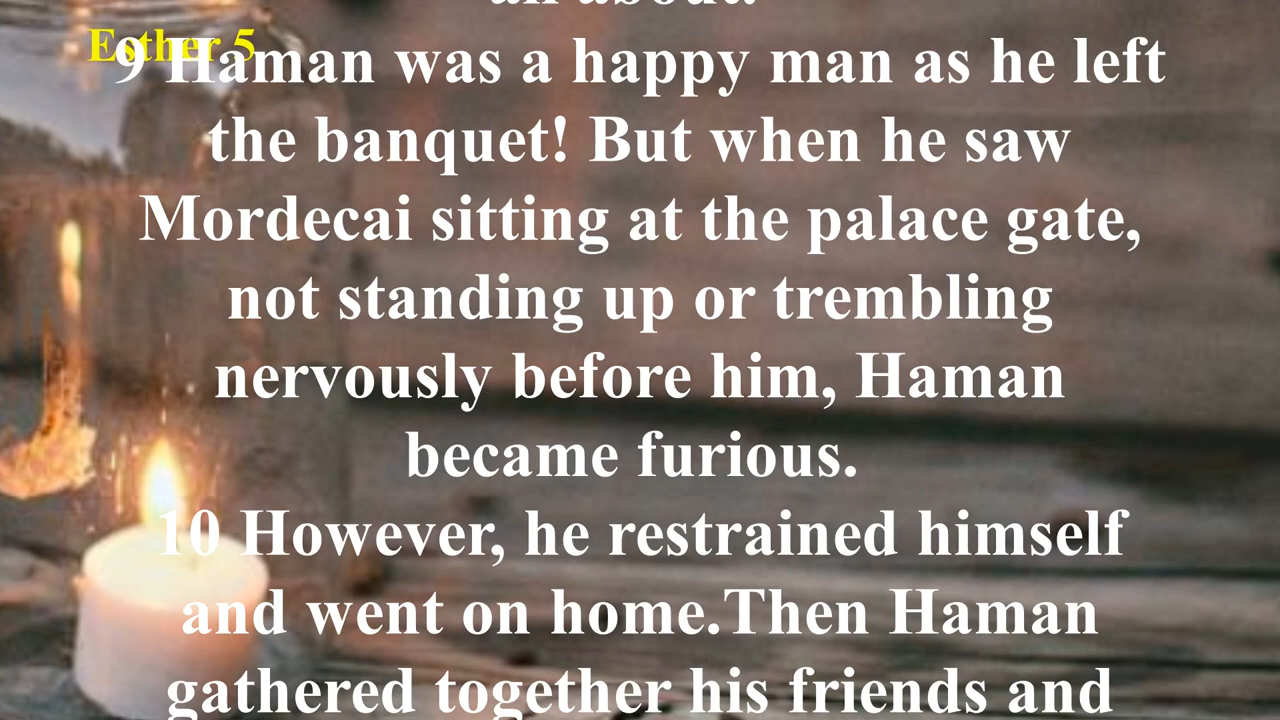 all about.
Esther 5
9 Haman was a happy man as he left
the banquet! But when he saw
Mordecai sitting at the palace gate,
not standing up or trembling
nervously before him, Haman
became furious.
10 However, he restrained himself
and went on home.Then Haman
gathered together his friends and